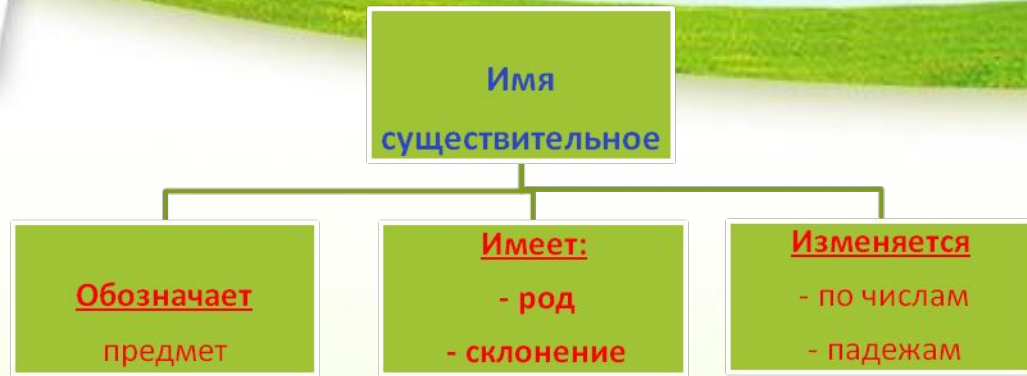 Имя
существительное
Обозначает
предмет
Имеет:
- род
- склонение
Изменяется
- по числам
- падежам